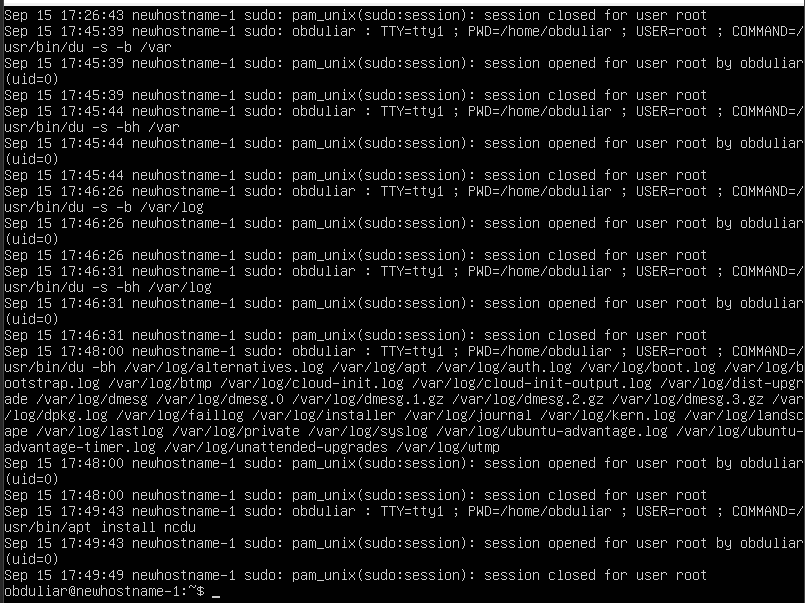 Sep 15 17:26:43 newhostname-1 sudo: pam_unix(sudo:session): session closed for user root
Sep 15 17:45:39 newhostname-1 sudo: obduliar : TTY=tty1 ; PWD=/home/obduliar ; USER=root ; COMMAND=/
usr/bin/du -s -b /var
Sep 15 17:45:39 newhostname-1 sudo: pam_unix(sudo:session): session opened for user root by obduliar
(uid=0)
Sep 15 17:45:39 newhostname-1 sudo: pam_unix(sudo:session): session closed for user root
Sep 15 17:45:44 newhostname-1 sudo: obduliar : TTY=tty1 ; PWD=/home/obduliar ; USER=root ; COMMAND=/
usr/bin/du -s -bh /var
Sep 15 17:45:44 newhostname-1 sudo: pam_unix(sudo:session): session opened for user root by obduliar
(uid=0)
Sep 15 17:45:44 newhostname-1 sudo: pam_unix(sudo:session): session closed for user root
Sep 15 17:46:26 newhostname-1 sudo: obduliar : TTY=tty1 ; PWD=/home/obduliar ; USER=root ; COMMAND=/
usr/bin/du -s -b /var/log
Sep 15 17:46:26 newhostname-1 sudo: pam_unix(sudo:session): session opened for user root by obduliar
(uid=0)
Sep 15 17:46:26 newhostname-1 sudo: pam_unix(sudo:session): session closed for user root
Sep 15 17:46:31 newhostname-1 sudo: obduliar : TTY=tty1 ; PWD=/home/obduliar ; USER=root ; COMMAND=/
usr/bin/du -s -bh /var/log
Sep 15 17:46:31 newhostname-1 sudo: pam_unix(sudo:session): session opened for user root by obduliar
(uid=0)
Sep 15 17:46:31 newhostname-1 sudo: pam_unix(sudo:session): session closed for user root
Sep 15 17:48:00 newhostname-1 sudo: obduliar : TTY=tty1 ; PWD=/home/obduliar ; USER=root ; COMMAND=/
usr/bin/du -bh /var/log/alternatives.log /var/log/apt /var/log/auth.log /var/log/boot.log /var/log/b
ootstrap.log /var/log/btmp /var/log/cloud-init.log /var/log/cloud-init-output.log /var/log/dist-upgr
ade /var/log/dmesg /var/log/dmesg.0 /var/log/dmesg.1.gz /var/log/dmesg.2.gz /var/log/dmesg.3.gz /var
/log/dpkg.log /var/log/faillog /var/log/installer /var/log/journal /var/log/kern.log /var/log/landsc
ape /var/log/lastlog /var/log/private /var/log/syslog /var/log/ubuntu-advantage.log /var/log/ubuntu-
advantage-timer.log /var/log/unattended-upgrades /var/log/wtmp
Sep 15 17:48:00 newhostname-1 sudo: pam_unix(sudo:session): session opened for user root by obduliar
(uid=0)
Sep 15 17:48:00 newhostname-1 sudo: pam_unix(sudo:session): session closed for user root
Sep 15 17:49:43 newhostname-1 sudo: obduliar : TTY=tty1 ; PWD=/home/obduliar ; USER=root ; COMMAND=/
usr/bin/apt install ncdu
Sep 15 17:49:43 newhostname-1 sudo: pam_unix(sudo:session): session opened for user root by obduliar
(uid=0)
Sep 15 17:49:49 newhostname-1 sudo: pam_unix(sudo:session): session closed for user root
obduliar@newhostname-1:~$ _